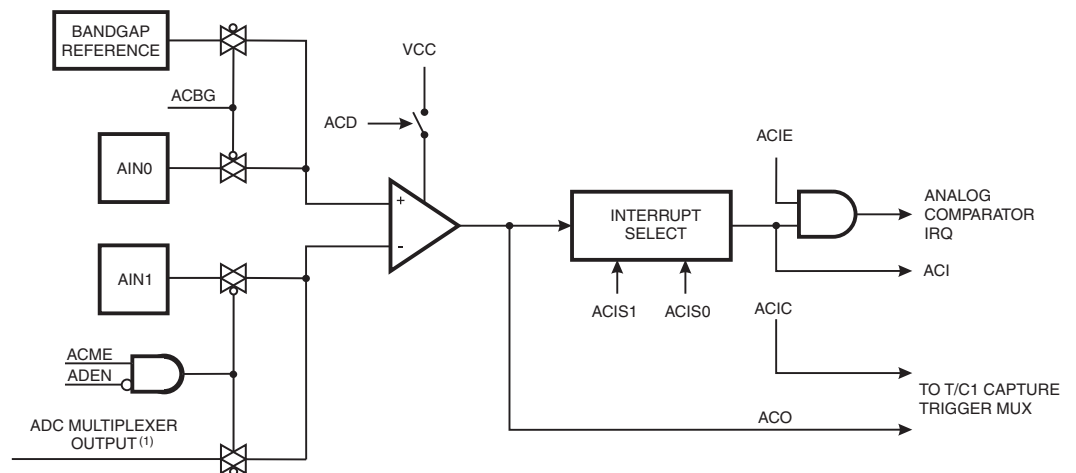 BANDGAP
REFERENCE
ACBG
AIN0
VCC
ACD
+
-
INTERRUPT
SELECT
ACIS1
ACIS0
ACIE
ANALOG
COMPARATOR
IRQ
ACI
AIN1
ACME
ADEN
ADC MULTIPLEXER
OUTPUT (1)
ACIC
TO T/C1 CAPTURE
TRIGGER MUX
ACO